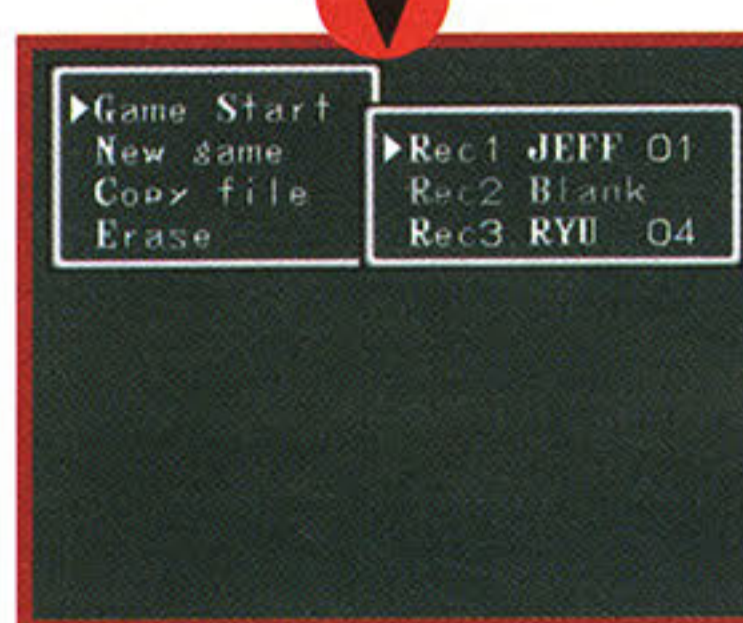 ▶Game Start
New game
Copy file
Erase
▶Rec1 JEFF 01
Rec2 Blank
Rec3 RYU 04